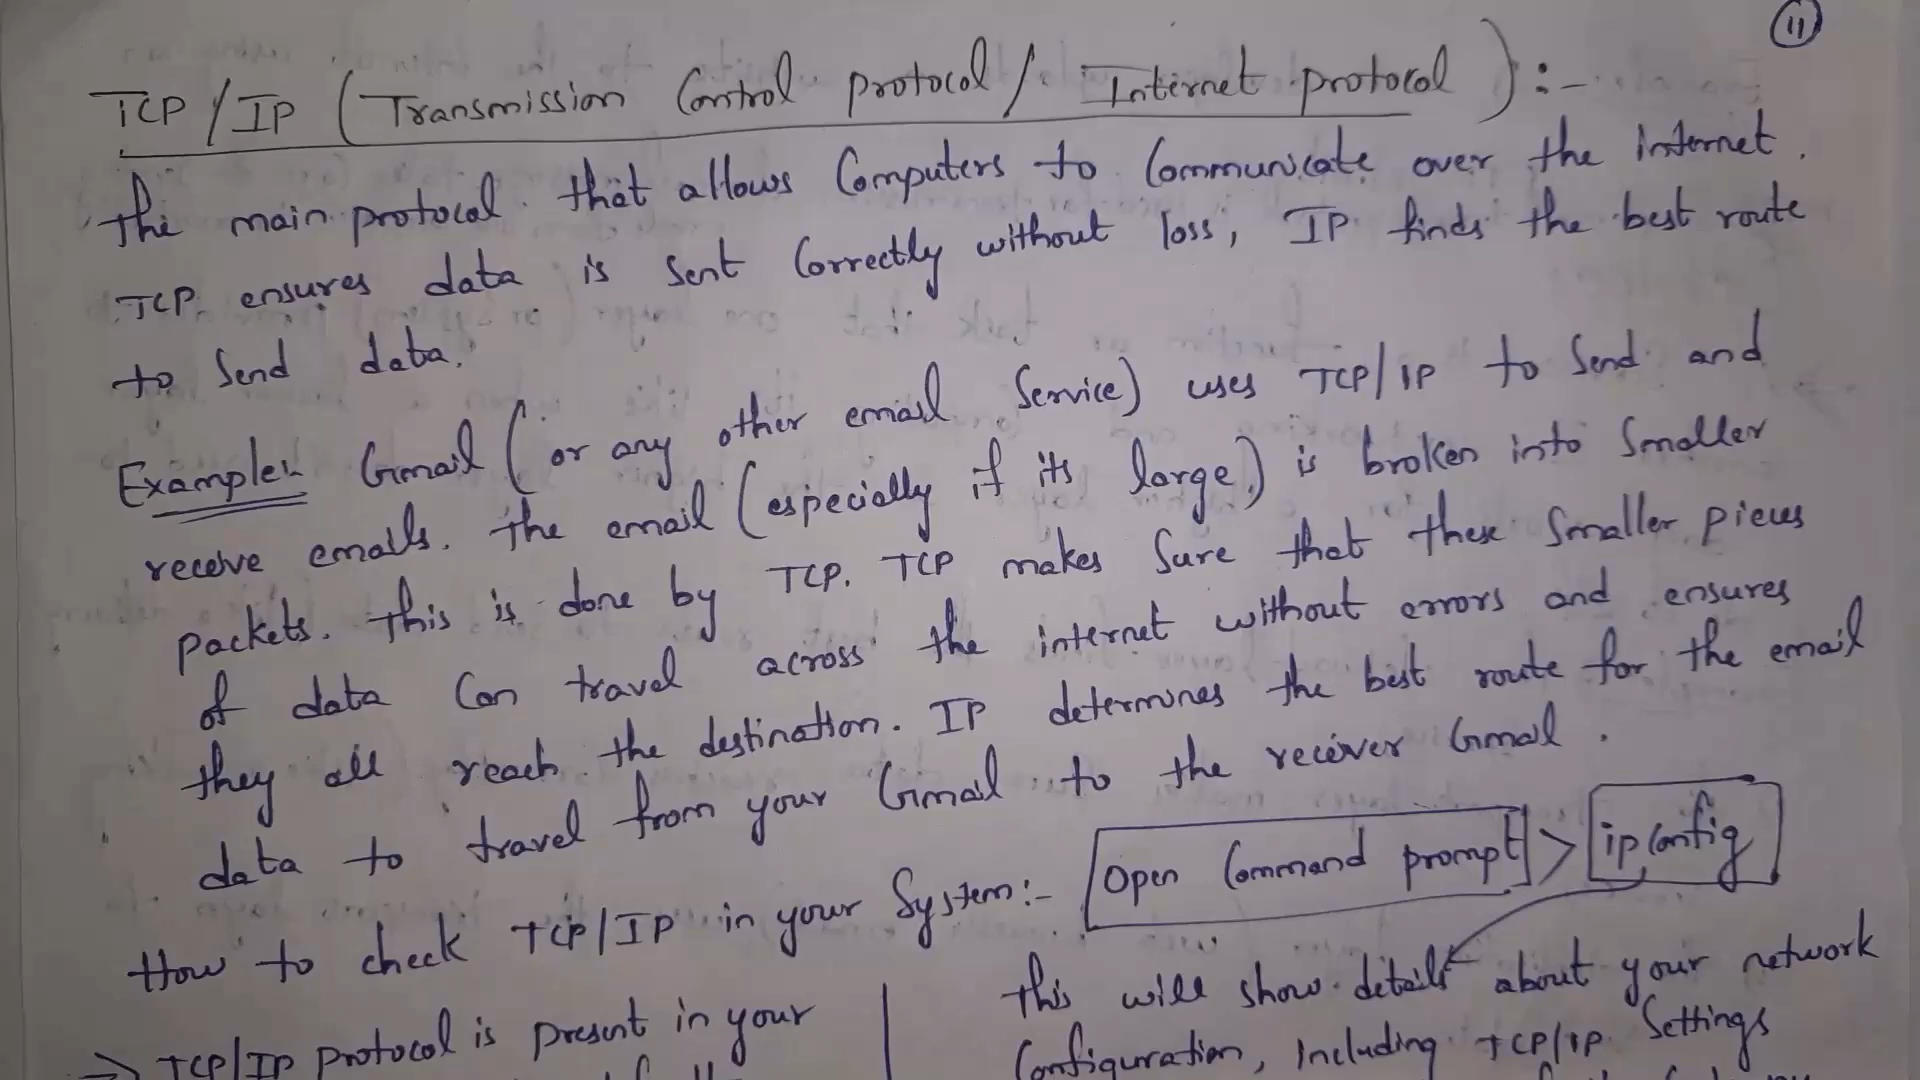 11
TCP/IP (Transmission Control protocol/ Internet protocol):-
the main protocol that allows Computers to Communicate over the internet.
TCP ensures data is sent Correctly without loss, IP finds the best route
to Send data.
Example:- Gmail (or any other email Service) uses TCP/IP to Send and
receive emails. the email (especially if its large) is broken into Smaller
packets. This is done by TCP. TCP makes Sure that these Smaller pieces
of data Can travel across the internet without errors and ensures
they all reach the destination. IP determines the best route for the email
data to travel from your Gmail to the receiver Gmail.
How to check TCP/IP in your System:- Open Command prompt > ipconfig
this will show details about your network
Configuration, including TCP/IP Settings
→ TCP/IP protocol is present in your